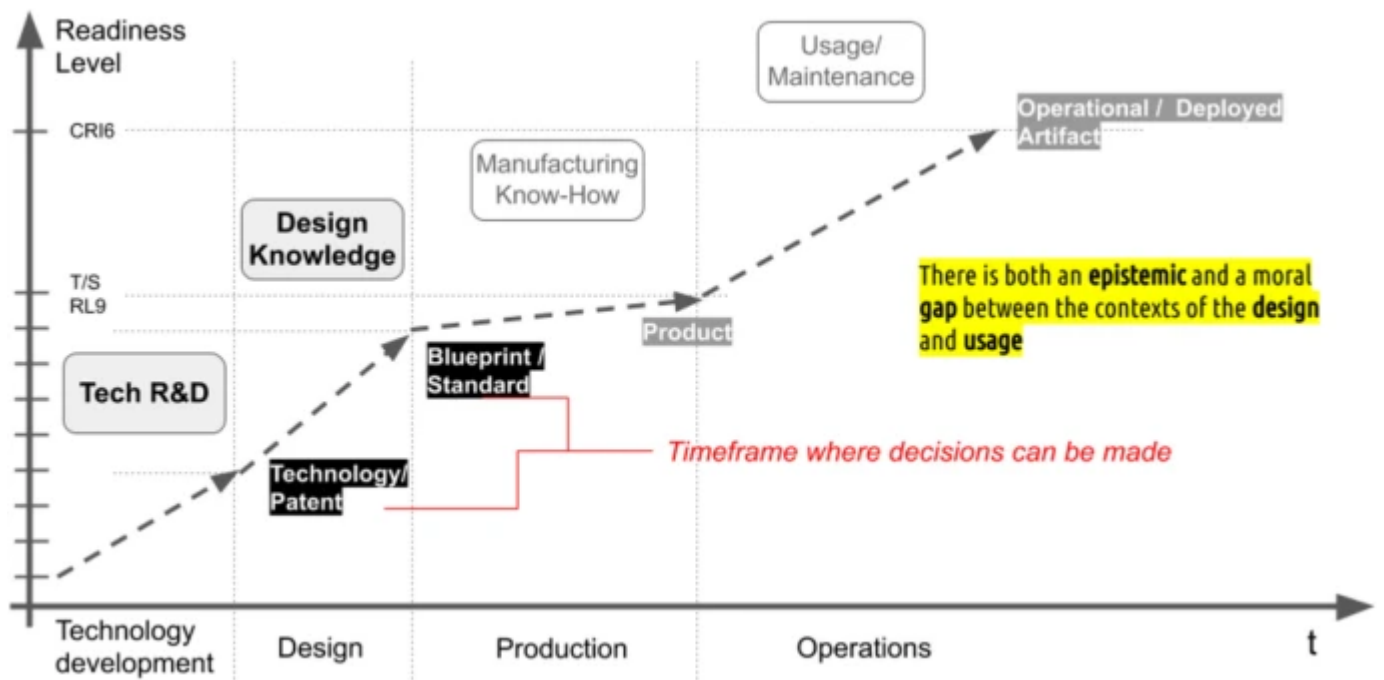 Readiness
Level
Usage/
Maintenance
Operational / Deployed
Artifact
CRI6
Manufacturing
Know-How
Design
Knowledge
T/S
RL9
There is both an epistemic and a moral
gap between the contexts of the design
and usage
Product
Blueprint /
Standard
Tech R&D
Timeframe where decisions can be made
Technology/
Patent
Technology
development
Design
Production
Operations
t